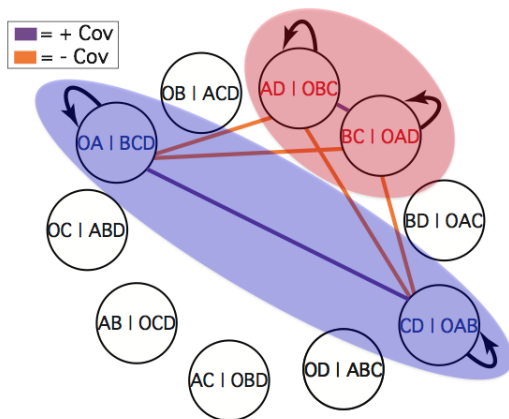 = + Cov
= - Cov
OB | ACD
AD | OBC
BC | OAD
OA | BCD
BD | OAC
OC | ABD
AB | OCD
CD | OAB
OD | ABC
AC | OBD